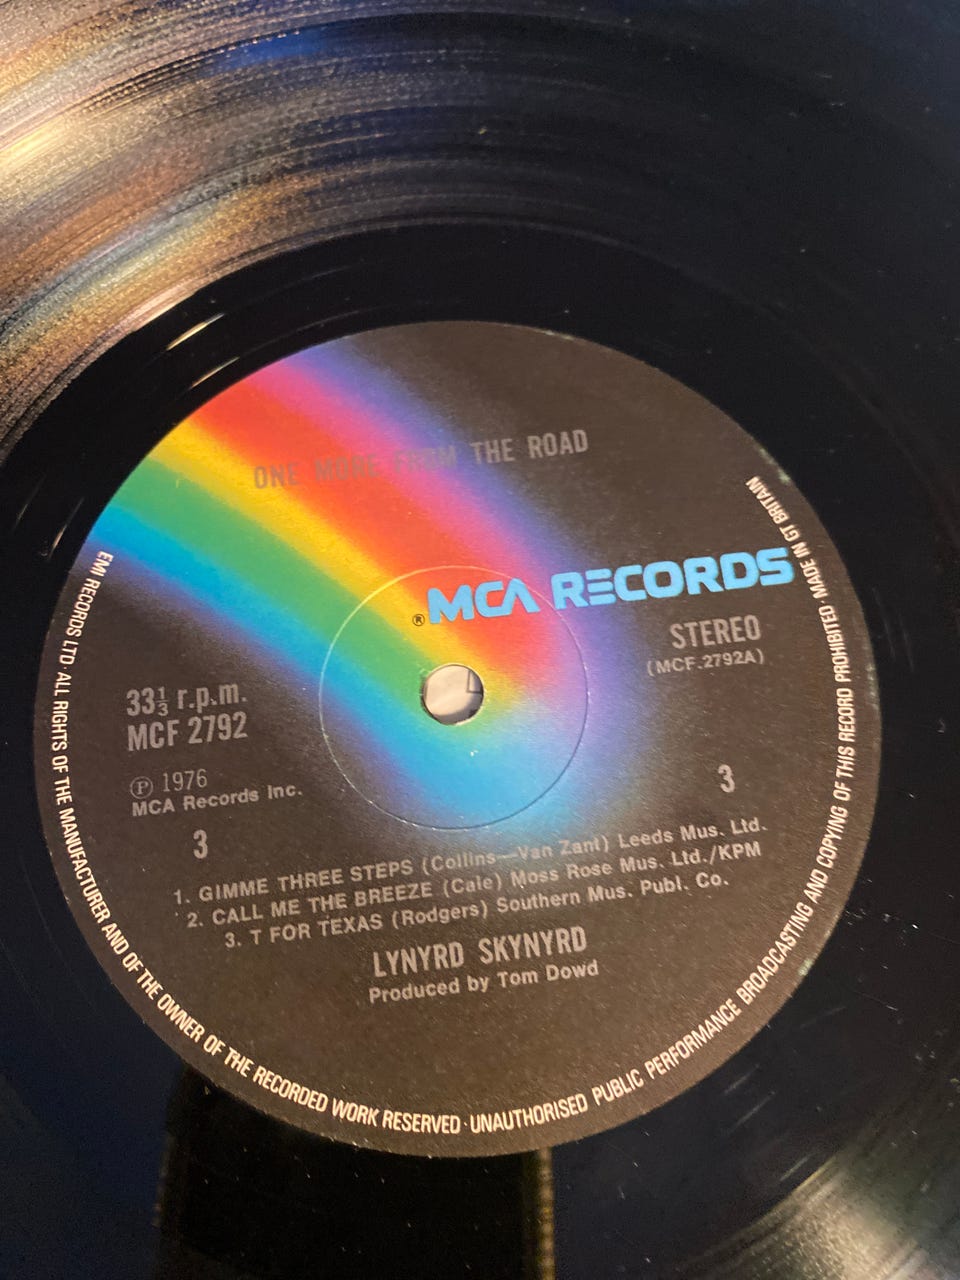 ONE MORE FROM THE ROAD
® MCA RECORDS
STEREO
(MCF.2792A)
33⅓ r.p.m.
MCF 2792
Ⓟ 1976
MCA Records Inc.
3
3
1. GIMME THREE STEPS (Collins—Van Zant) Leeds Mus. Ltd.
2. CALL ME THE BREEZE (Cale) Moss Rose Mus. Ltd./KPM
3. T FOR TEXAS (Rodgers) Southern Mus. Publ. Co.
LYNYRD SKYNYRD
Produced by Tom Dowd
EMI RECORDS LTD · ALL RIGHTS OF THE MANUFACTURER AND OF THE OWNER OF THE RECORDED WORK RESERVED · UNAUTHORISED PUBLIC PERFORMANCE BROADCASTING AND COPYING OF THIS RECORD PROHIBITED · MADE IN GT BRITAIN